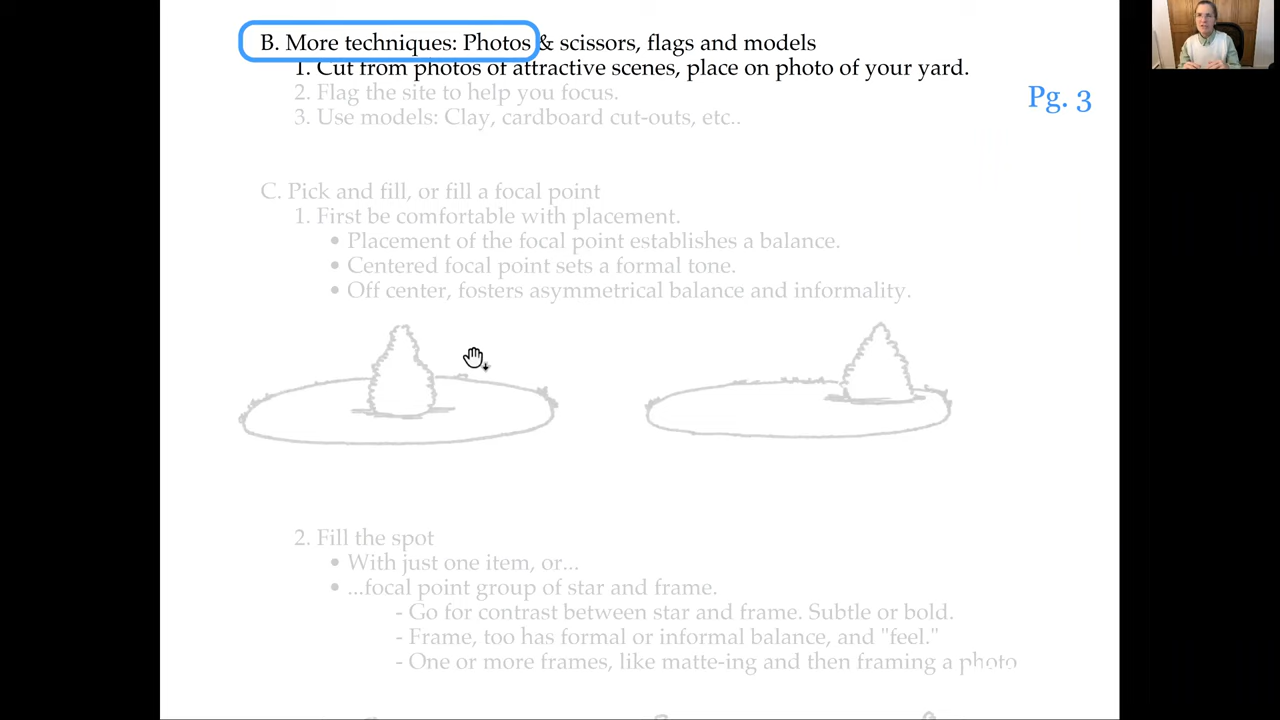 B. More techniques: Photos & scissors, flags and models
1. Cut from photos of attractive scenes, place on photo of your yard.
2. Flag the site to help you focus.
Pg. 3
3. Use models: Clay, cardboard cut-outs, etc..
C. Pick and fill, or fill a focal point
1. First be comfortable with placement.
• Placement of the focal point establishes a balance.
• Centered focal point sets a formal tone.
• Off center, fosters asymmetrical balance and informality.
2. Fill the spot
• With just one item, or...
• ...focal point group of star and frame.
- Go for contrast between star and frame. Subtle or bold.
- Frame, too has formal or informal balance, and "feel."
- One or more frames, like matte-ing and then framing a photo